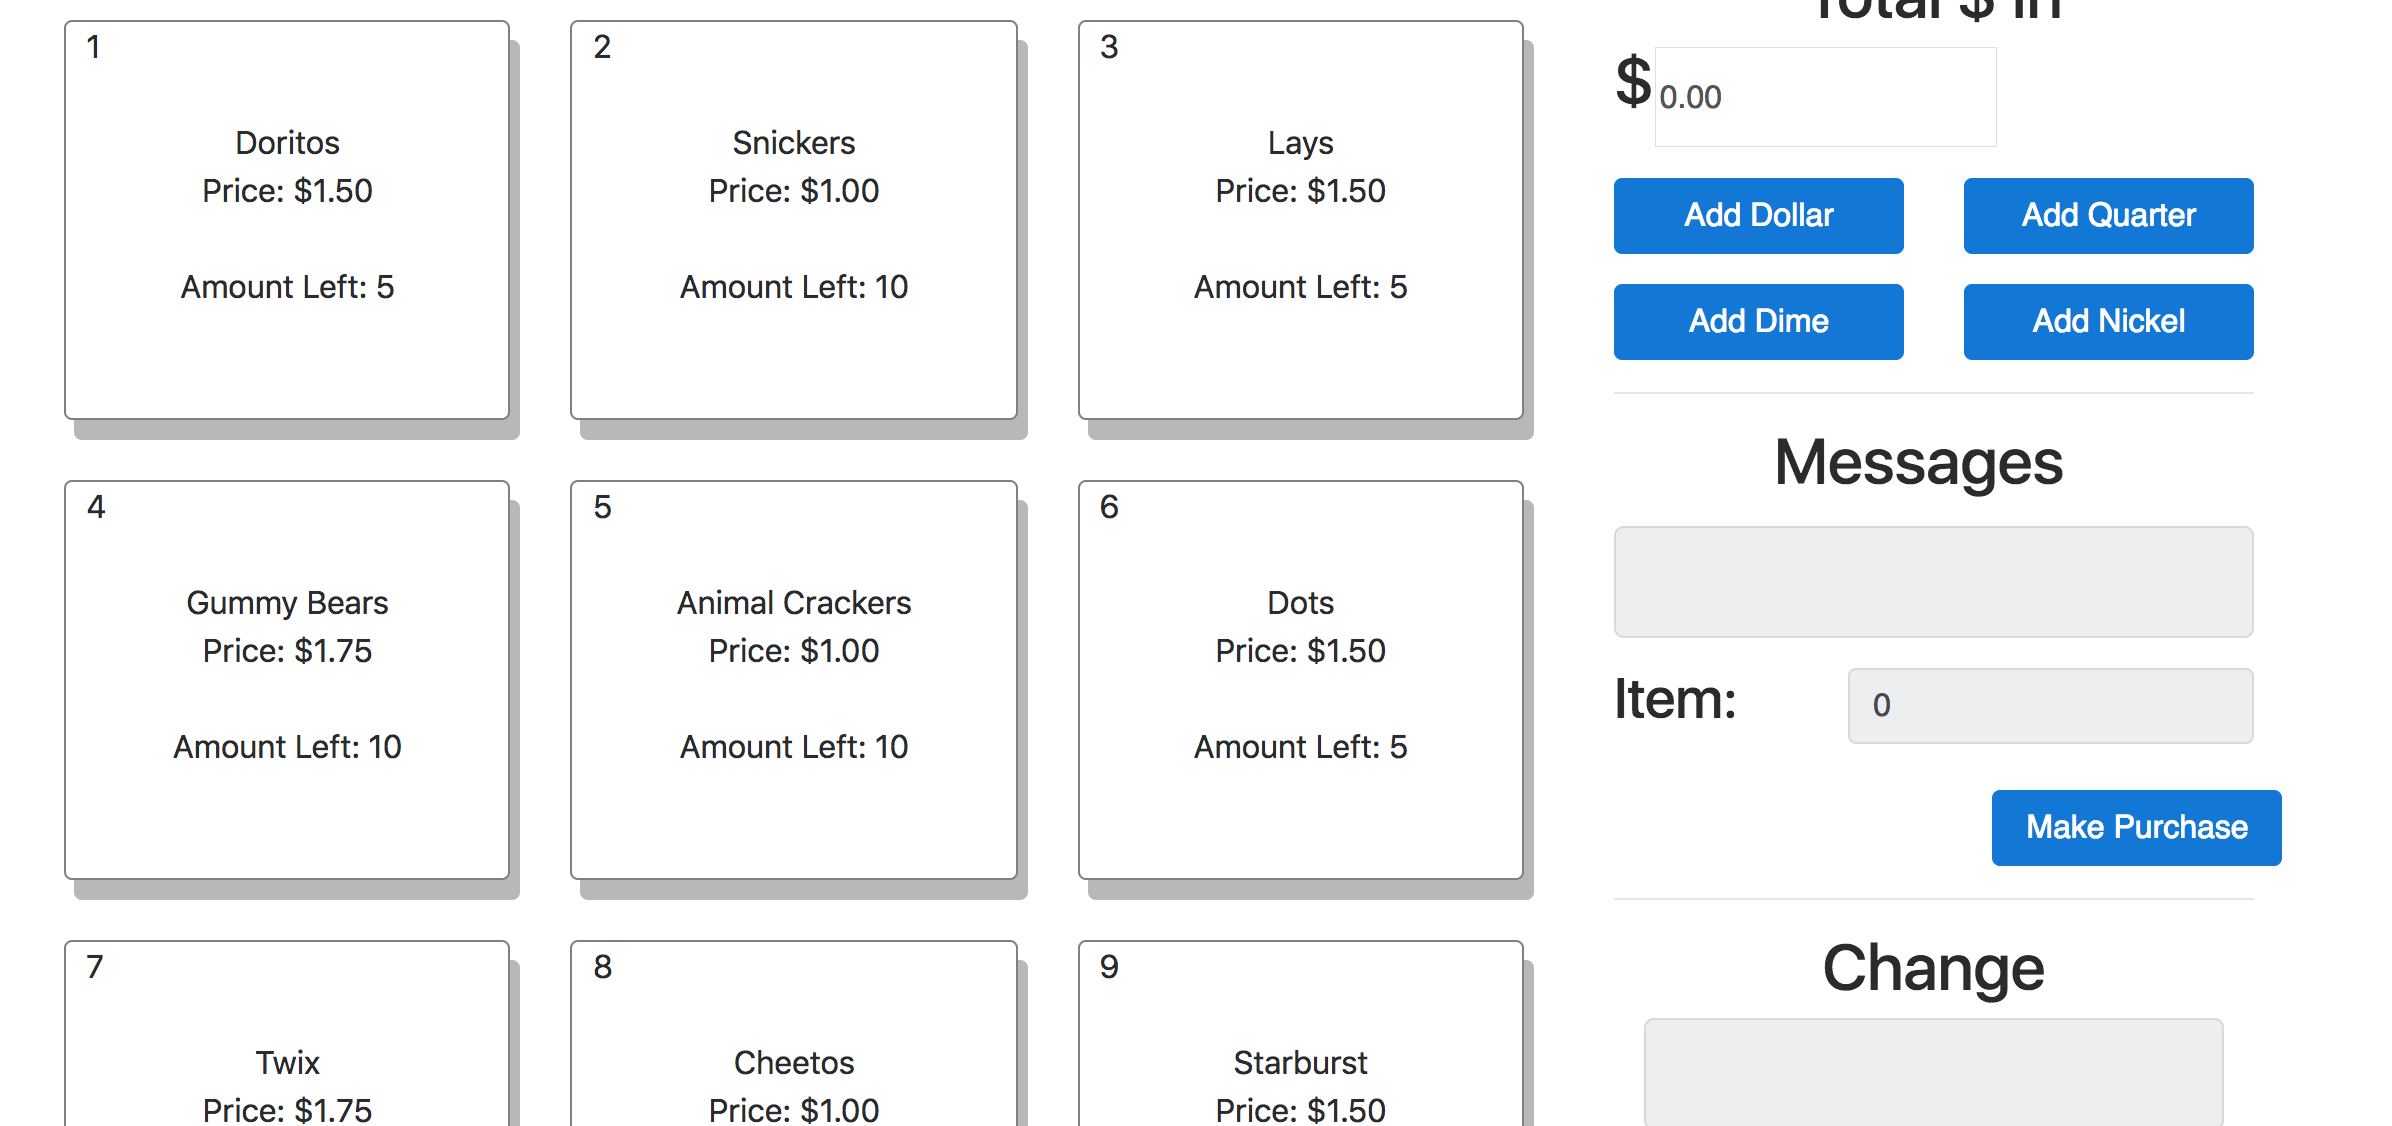 1
Doritos
Price: $1.50
Amount Left: 5
2
Snickers
Price: $1.00
Amount Left: 10
3
Lays
Price: $1.50
Amount Left: 5
4
Gummy Bears
Price: $1.75
Amount Left: 10
5
Animal Crackers
Price: $1.00
Amount Left: 10
6
Dots
Price: $1.50
Amount Left: 5
7
Twix
Price: $1.75
8
Cheetos
Price: $1.00
9
Starburst
Price: $1.50
Total $ In
$ 0.00
Add Dollar
Add Quarter
Add Dime
Add Nickel
Messages
Item: 0
Make Purchase
Change